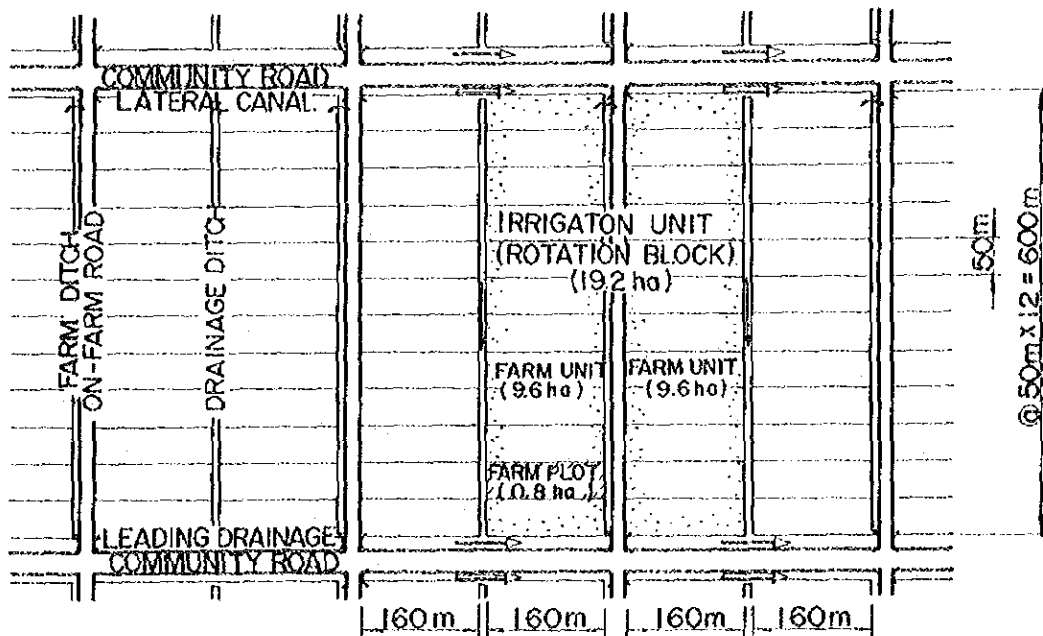 COMMUNITY ROAD
LATERAL CANAL
FARM DITCH
ON-FARM ROAD
DRAINAGE DITCH
IRRIGATON UNIT
(ROTATION BLOCK)
(19.2 ha)
FARM UNIT
(9.6 ha)
FARM UNIT
(9.6 ha)
FARM PLOT
(0.8 ha)
50m
@50m x 12 = 600m
LEADING DRAINAGE
COMMUNITY ROAD
160m
160m
160m
160m